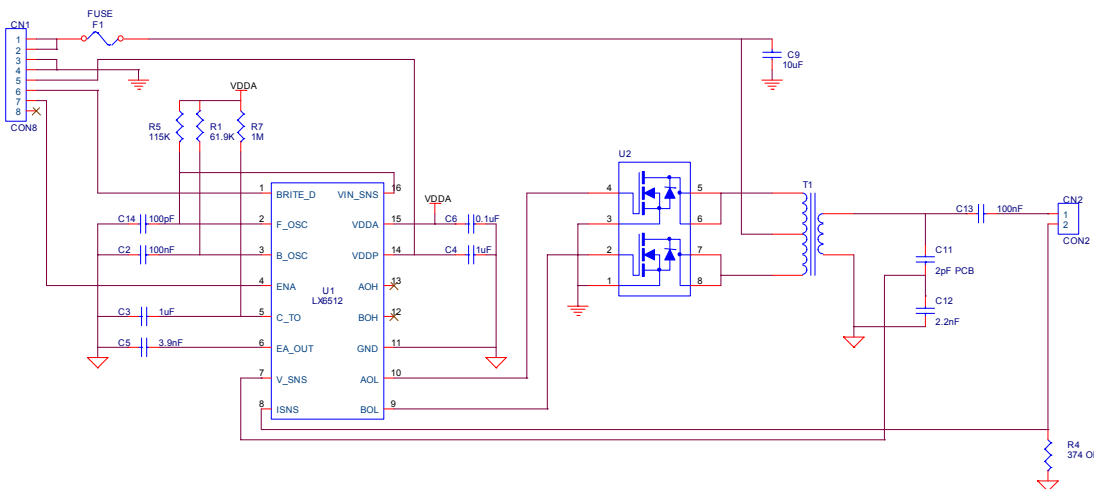 CN1
FUSE
F1
1
2
3
4
5
6
7
8
CON8
C9
10uF
VDDA
R5
115K
R1
61.9K
R7
1M
U2
4
3
2
1
5
6
7
8
T1
1 BRITE_D VIN_SNS 16
C14 100pF
2 F_OSC VDDA 15
VDDA
C6 0.1uF
C2 100nF
3 B_OSC VDDP 14
C4 1uF
4 ENA AOH 13
U1
LX6512
C3 1uF
5 C_TO BOH 12
C5 3.9nF
6 EA_OUT GND 11
7 V_SNS AOL 10
8 ISNS BOL 9
C13 100nF
CN2
1
2
CON2
C11
2pF PCB
C12
2.2nF
R4
374